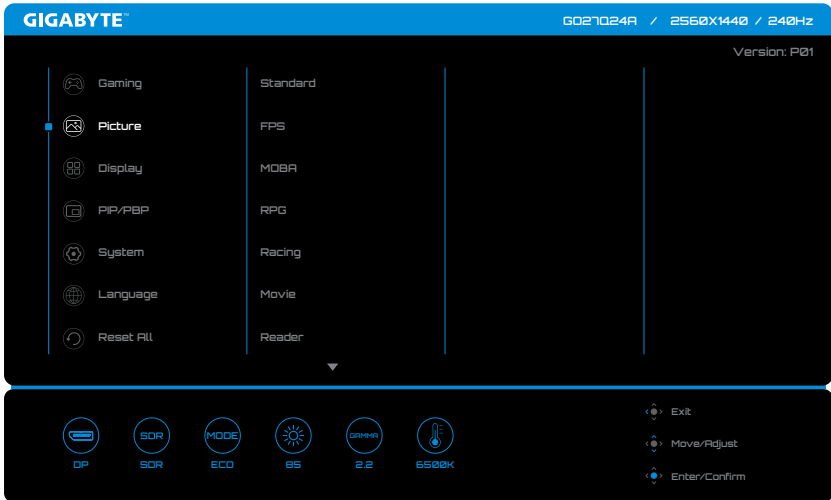 GIGABYTE™
GO27Q24A / 2560X1440 / 240Hz
Version: P01
Gaming
Standard
Picture
FPS
Display
MOBA
PIP/PBP
RPG
System
Racing
Language
Movie
Reset All
Reader
Exit
SDR
MODE
GAMMA
Move/Adjust
DP
SDR
ECO
85
2.2
6500K
Enter/Confirm